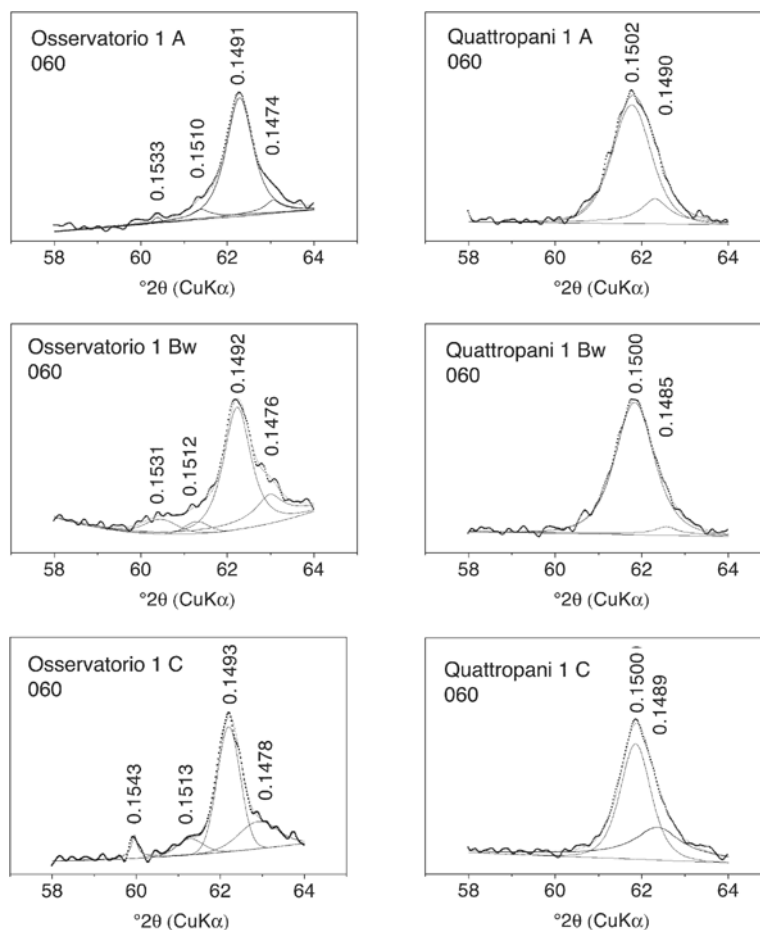 Osservatorio 1 A
060
0.1533
0.1510
0.1491
0.1474
58 60 62 64
°2θ (CuKα)
Quattropani 1 A
060
0.1502
0.1490
58 60 62 64
°2θ (CuKα)
Osservatorio 1 Bw
060
0.1531
0.1512
0.1492
0.1476
58 60 62 64
°2θ (CuKα)
Quattropani 1 Bw
060
0.1500
0.1485
58 60 62 64
°2θ (CuKα)
Osservatorio 1 C
060
0.1543
0.1513
0.1493
0.1478
58 60 62 64
°2θ (CuKα)
Quattropani 1 C
060
0.1500
0.1489
58 60 62 64
°2θ (CuKα)